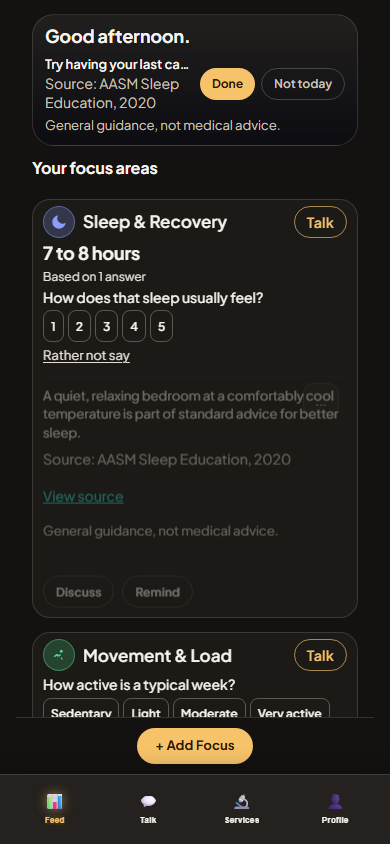 Good afternoon.
Try having your last ca...
Source: AASM Sleep
Education, 2020
Done
Not today
General guidance, not medical advice.
Your focus areas
Sleep & Recovery
Talk
7 to 8 hours
Based on 1 answer
How does that sleep usually feel?
1 2 3 4 5
Rather not say
A quiet, relaxing bedroom at a comfortably cool
temperature is part of standard advice for better
sleep.
Source: AASM Sleep Education, 2020
View source
General guidance, not medical advice.
Discuss Remind
Movement & Load
Talk
How active is a typical week?
Sedentary Light Moderate Very active
+ Add Focus
Feed Talk Services Profile